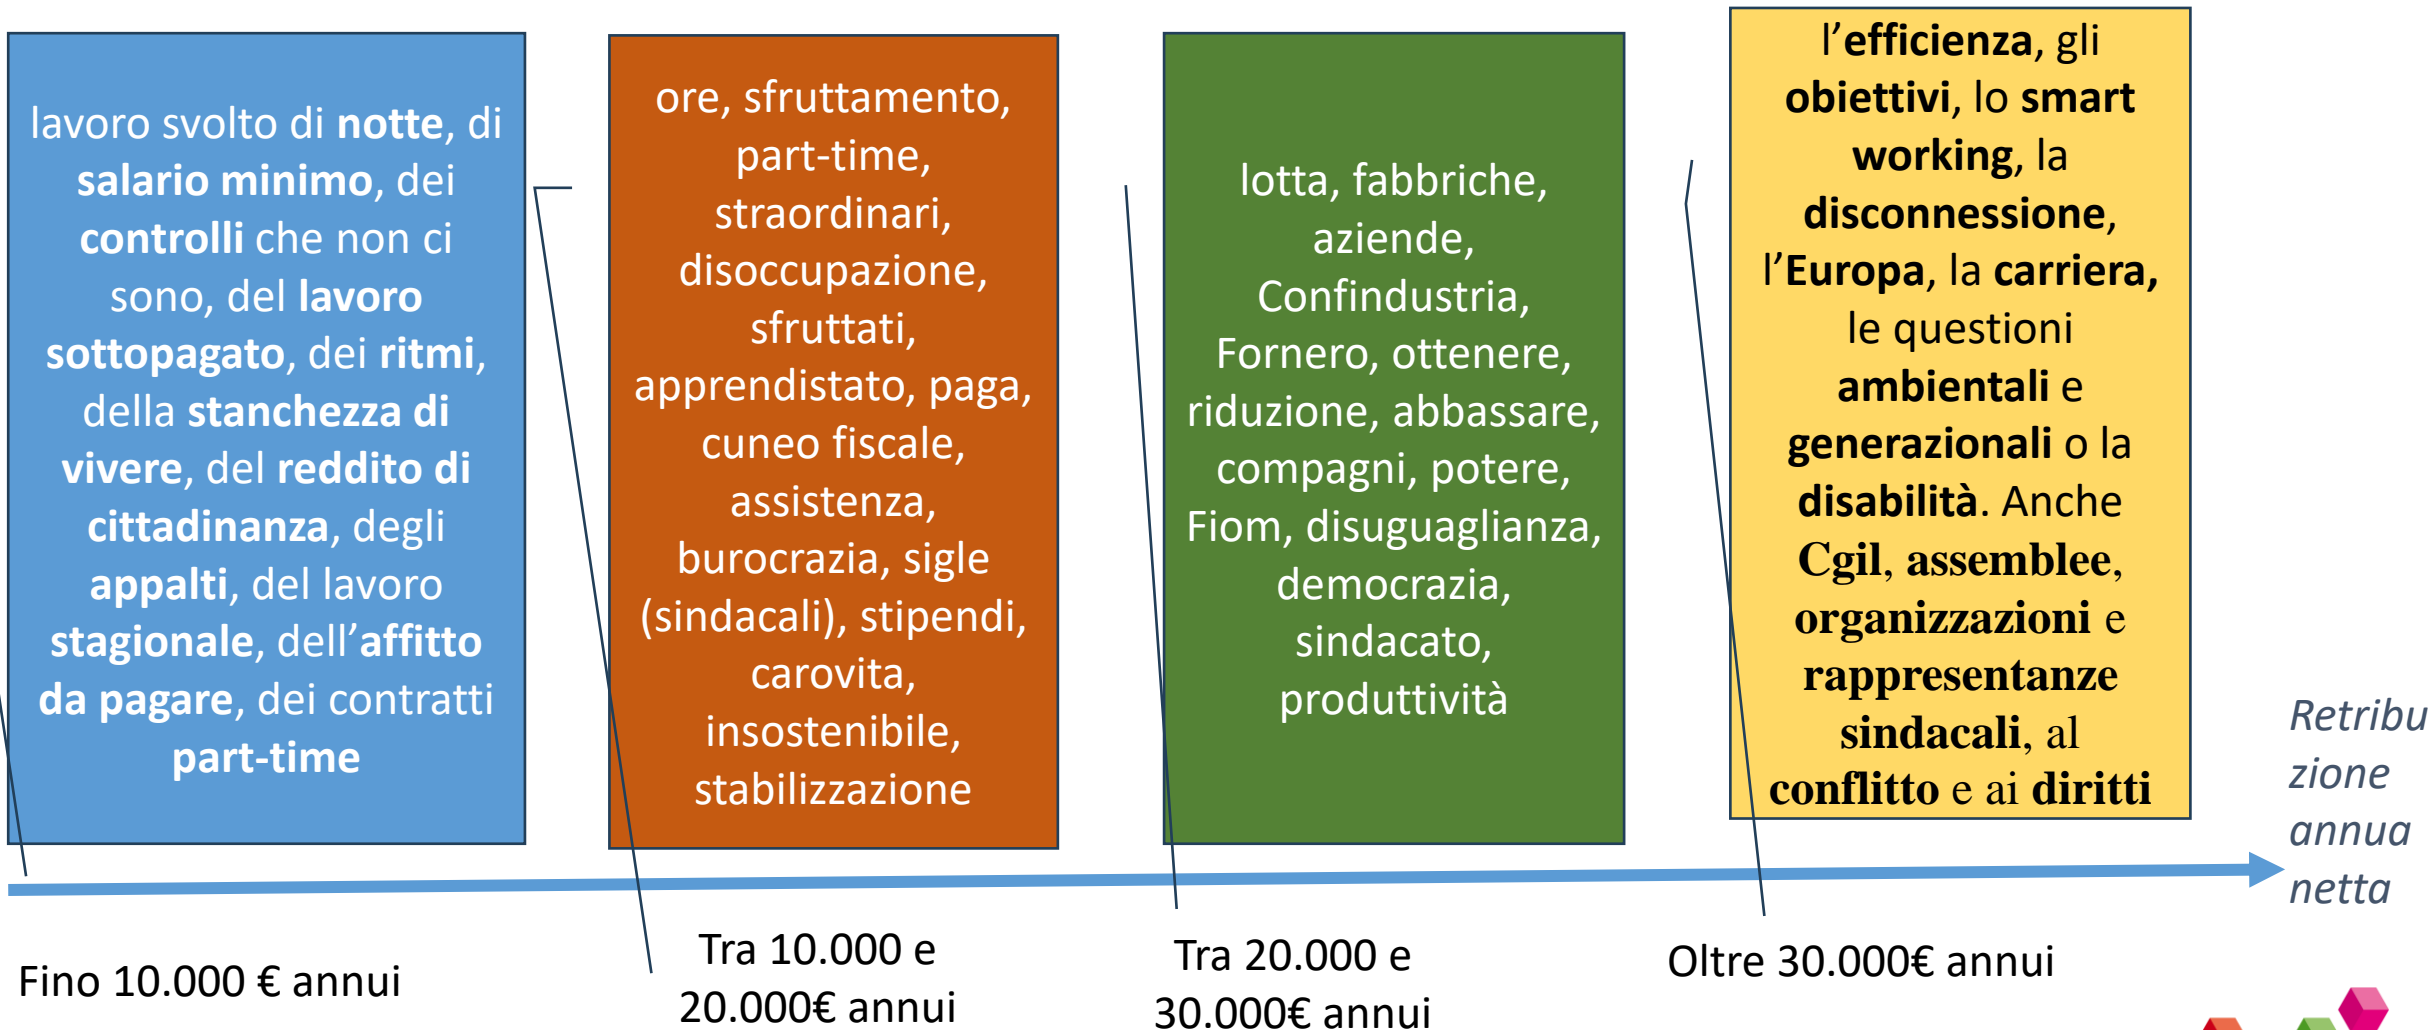 lavoro svolto di notte, di
salario minimo, dei
controlli che non ci
sono, del lavoro
sottopagato, dei ritmi,
della stanchezza di
vivere, del reddito di
cittadinanza, degli
appalti, del lavoro
stagionale, dell’affitto
da pagare, dei contratti
part-time
ore, sfruttamento,
part-time,
straordinari,
disoccupazione,
sfruttati,
apprendistato, paga,
cuneo fiscale,
assistenza,
burocrazia, sigle
(sindacali), stipendi,
carovita,
insostenibile,
stabilizzazione
lotta, fabbriche,
aziende,
Confindustria,
Fornero, ottenere,
riduzione, abbassare,
compagni, potere,
Fiom, disuguaglianza,
democrazia,
sindacato,
produttività
l’efficienza, gli
obiettivi, lo smart
working, la
disconnessione,
l’Europa, la carriera,
le questioni
ambientali e
generazionali o la
disabilità. Anche
Cgil, assemblee,
organizzazioni e
rappresentanze
sindacali, al
conflitto e ai diritti
Retribu
zione
annua
netta
Fino 10.000 € annui
Tra 10.000 e
20.000€ annui
Tra 20.000 e
30.000€ annui
Oltre 30.000€ annui